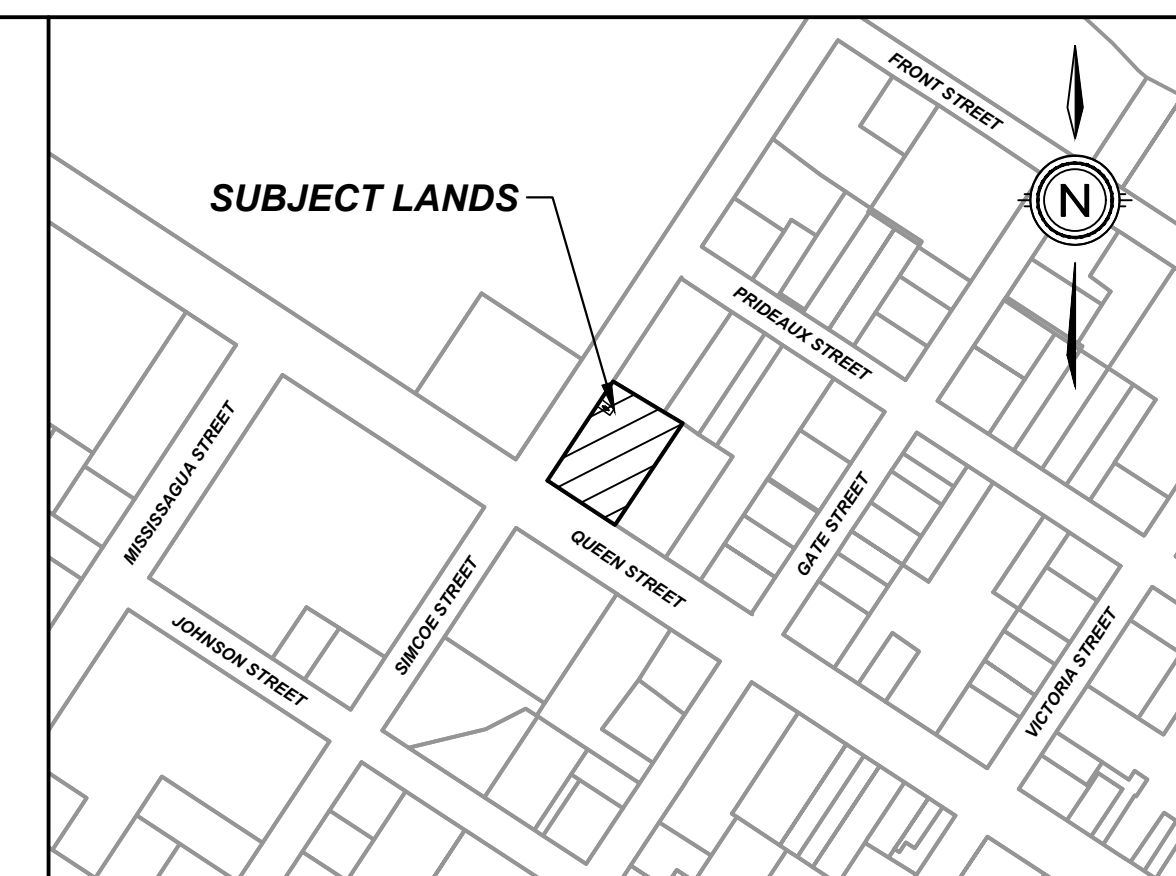 FRONT STREET
SUBJECT LANDS
N
PRIDEAUX STREET
MISSISSAGUA STREET
GATE STREET
QUEEN STREET
SIMCOE STREET
JOHNSON STREET
VICTORIA STREET